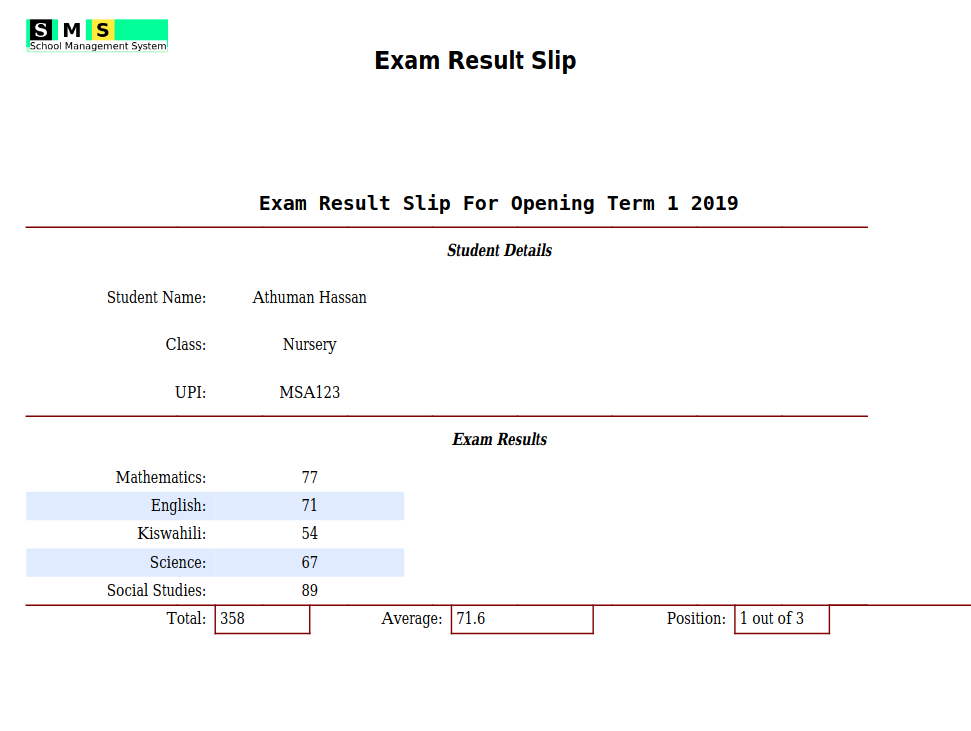 S M S
School Management System
Exam Result Slip
Exam Result Slip For Opening Term 1 2019
Student Details
Student Name: Athuman Hassan
Class: Nursery
UPI: MSA123
Exam Results
Mathematics: 77
English: 71
Kiswahili: 54
Science: 67
Social Studies: 89
Total: 358 Average: 71.6 Position: 1 out of 3